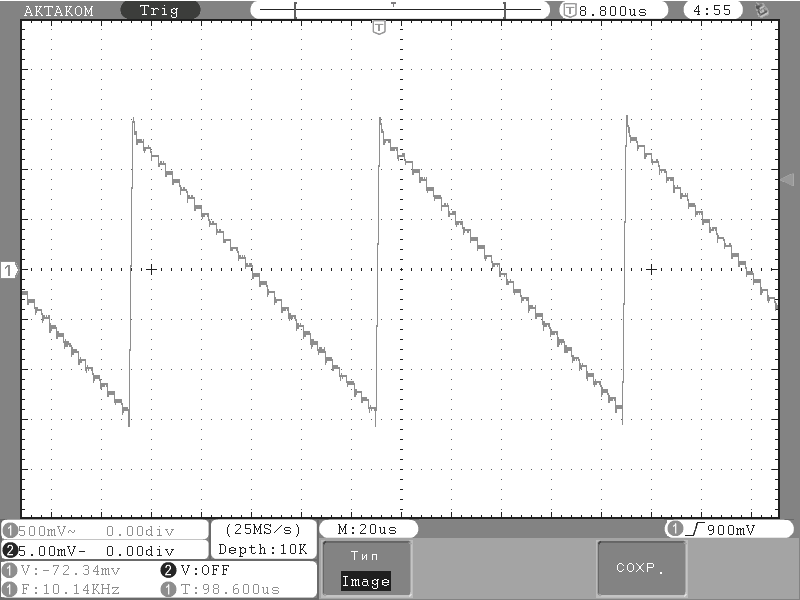 AKTAKOM Trig T 8.800us 4:55
T
1
1 500mV~ 0.00div (25MS/s) M:20us 1 900mV
2 5.00mV- 0.00div Depth:10K
1 V:-72.34mv 2 V:OFF
1 F:10.14KHz 1 T:98.600us
Тип
Image
СОХР.